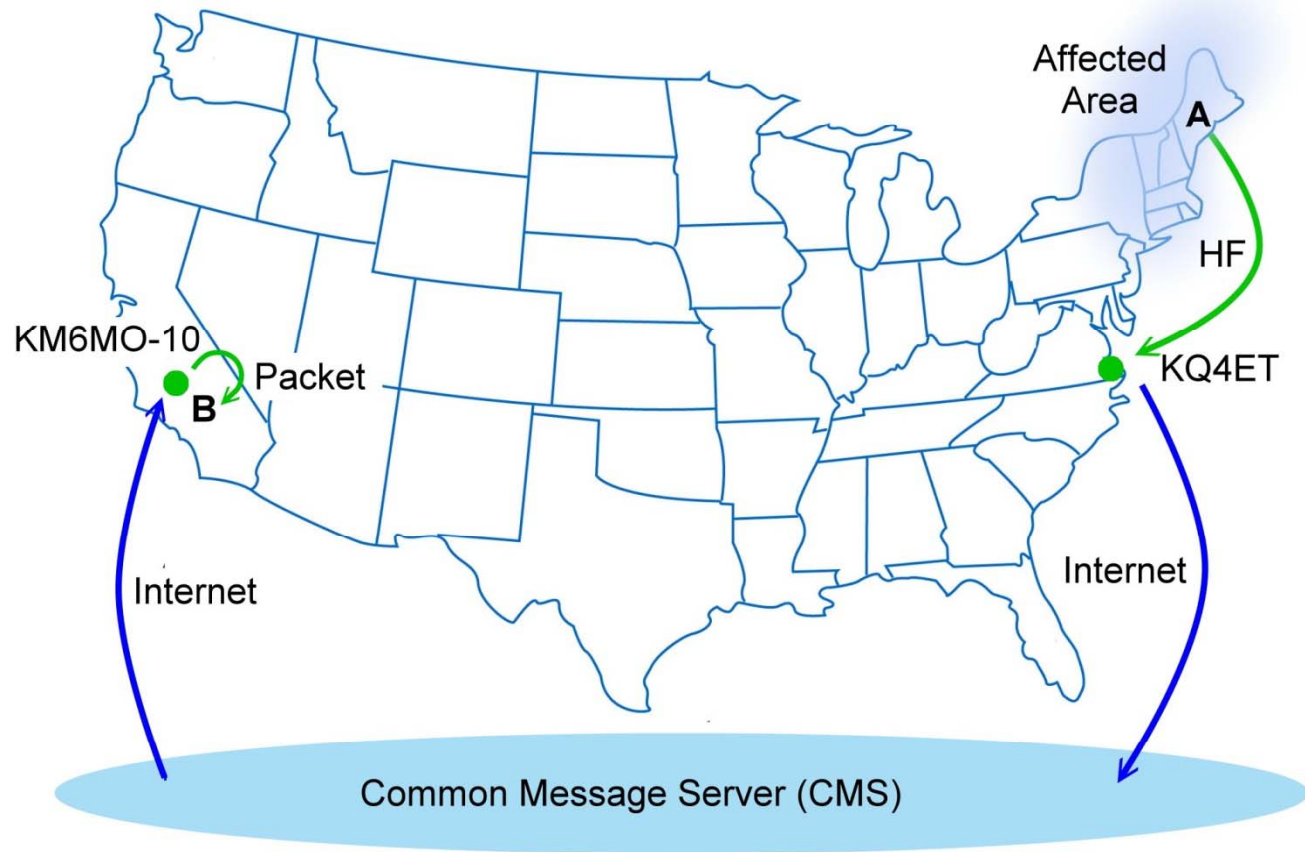 Affected
Area
A
HF
KM6MO-10
Packet
B
KQ4ET
Internet
Internet
Common Message Server (CMS)